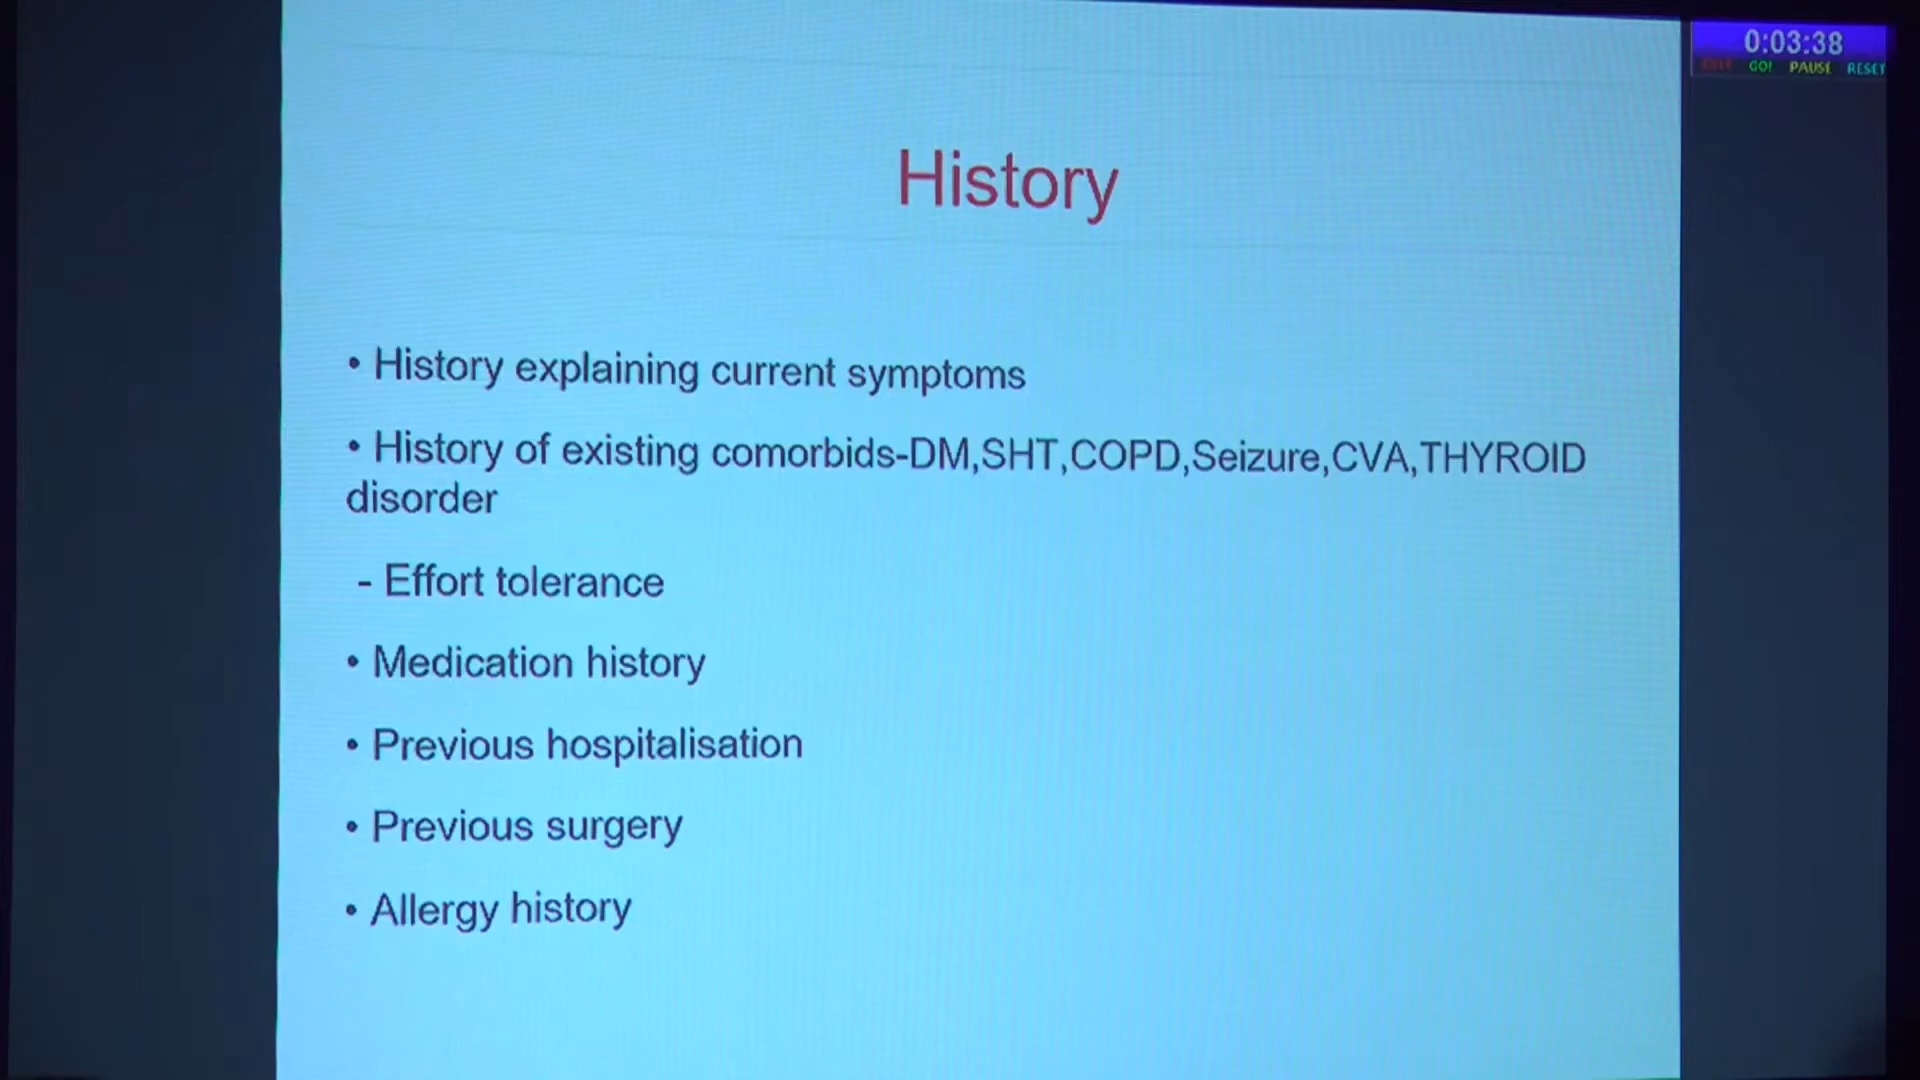 0:03:38
EXIT GO! PAUSE RESET
History
• History explaining current symptoms
• History of existing comorbids-DM,SHT,COPD,Seizure,CVA,THYROID
disorder
- Effort tolerance
• Medication history
• Previous hospitalisation
• Previous surgery
• Allergy history